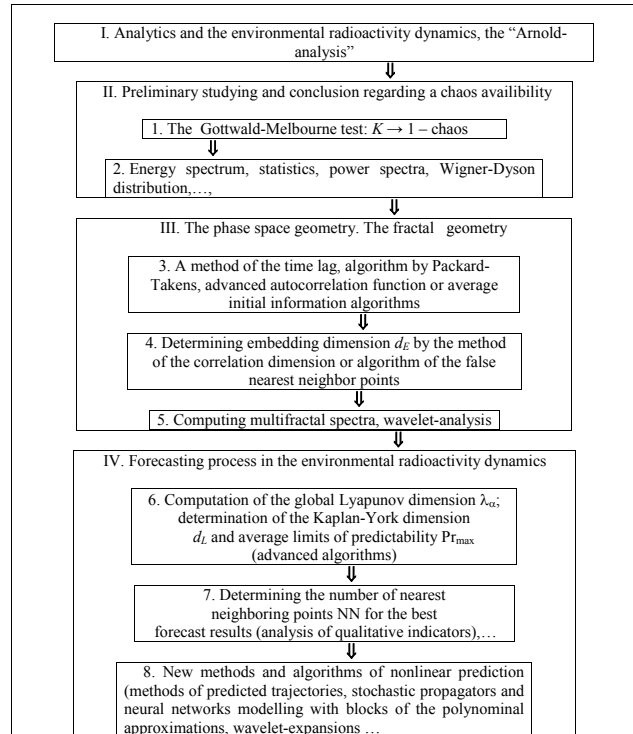 I. Analytics and the environmental radioactivity dynamics, the “Arnold-
analysis”
⇓
II. Preliminary studying and conclusion regarding a chaos availibility
1. The Gottwald-Melbourne test: K → 1 – chaos
⇓
2. Energy spectrum, statistics, power spectra, Wigner-Dyson
distribution,…,
⇓
III. The phase space geometry. The fractal geometry
3. A method of the time lag, algorithm by Packard-
Takens, advanced autocorrelation function or average
initial information algorithms
⇓
4. Determining embedding dimension dE by the method
of the correlation dimension or algorithm of the false
nearest neighbor points
⇓
5. Computing multifractal spectra, wavelet-analysis
⇓
IV. Forecasting process in the environmental radioactivity dynamics
6. Computation of the global Lyapunov dimension λα;
determination of the Kaplan-York dimension
dL and average limits of predictability Prmax
(advanced algorithms)
⇓
7. Determining the number of nearest
neighboring points NN for the best
forecast results (analysis of qualitative indicators),…
⇓
8. New methods and algorithms of nonlinear prediction
(methods of predicted trajectories, stochastic propagators and
neural networks modelling with blocks of the polynominal
approximations, wavelet-expansions …